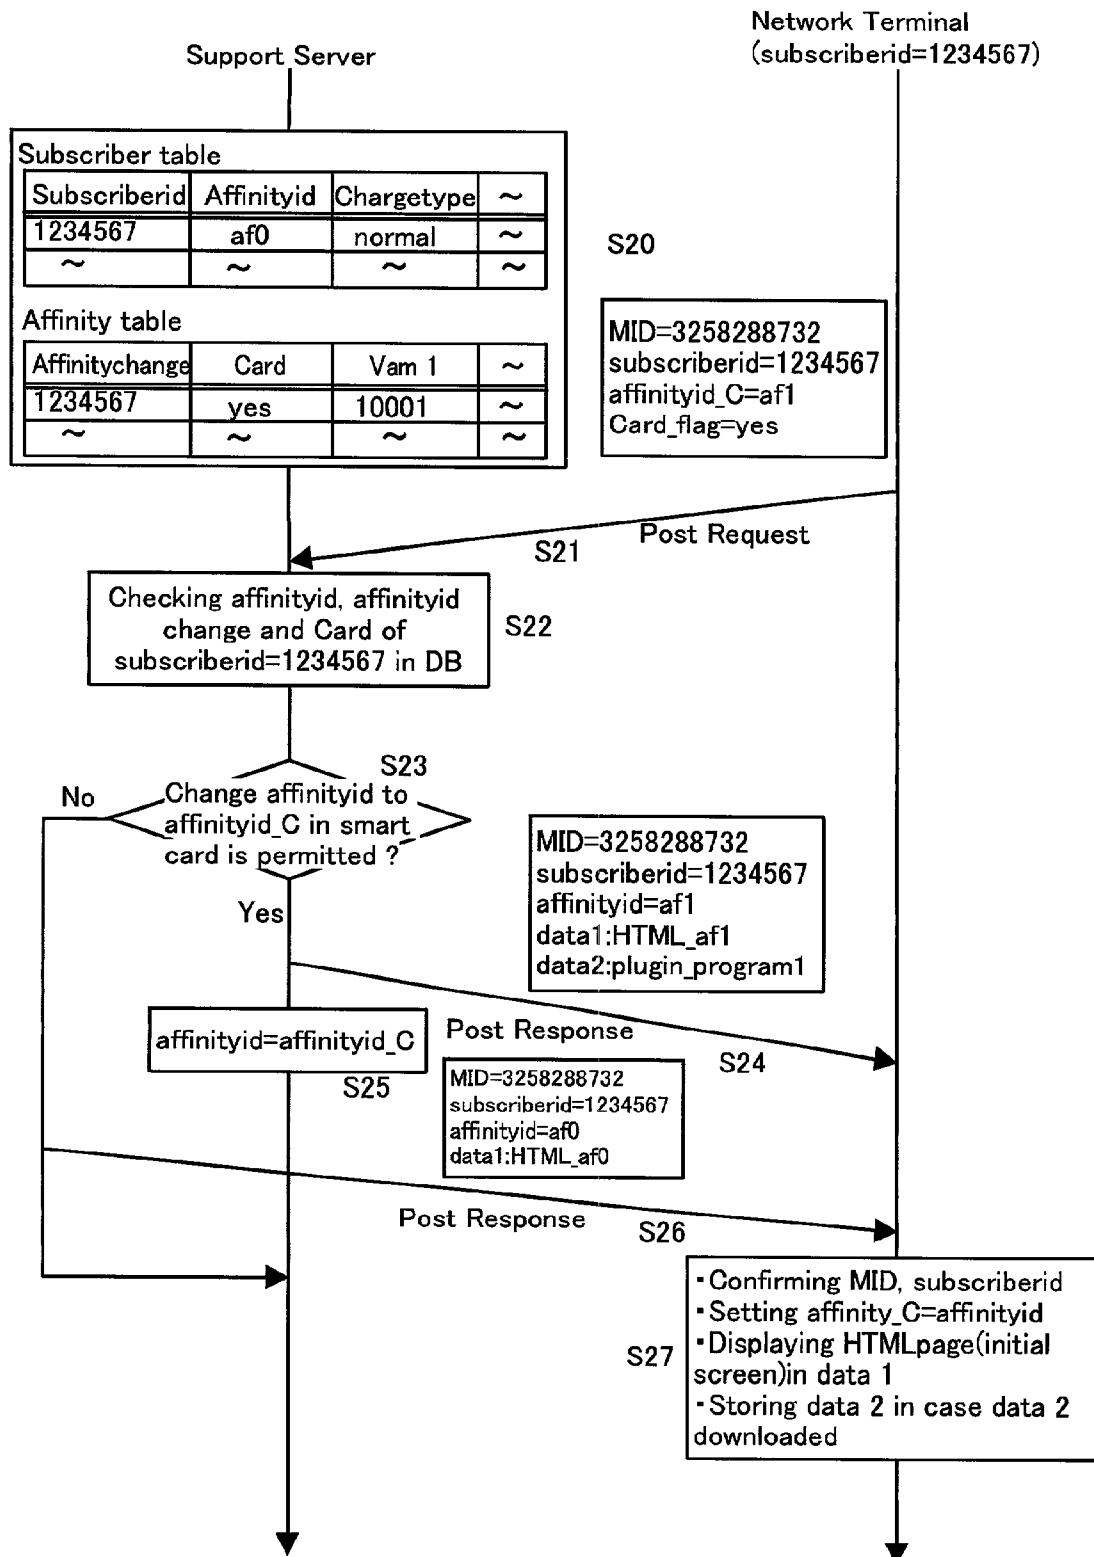 Network Terminal
(subscriberid=1234567)
Support Server
Subscriber table
Subscriberid Affinityid Chargetype ~
1234567 af0 normal ~
~ ~ ~ ~
Affinity table
Affinitychange Card Vam 1 ~
1234567 yes 10001 ~
~ ~ ~ ~
S20
MID=3258288732
subscriberid=1234567
affinityid_C=af1
Card_flag=yes
Post Request
S21
Checking affinityid, affinityid
change and Card of
subscriberid=1234567 in DB
S22
S23
No
Change affinityid to
affinityid_C in smart
card is permitted ?
Yes
MID=3258288732
subscriberid=1234567
affinityid=af1
data1:HTML_af1
data2:plugin_program1
affinityid=affinityid_C
Post Response
S24
S25
MID=3258288732
subscriberid=1234567
affinityid=af0
data1:HTML_af0
Post Response
S26
・Confirming MID, subscriberid
・Setting affinity_C=affinityid
・Displaying HTMLpage(initial
screen)in data 1
・Storing data 2 in case data 2
downloaded
S27